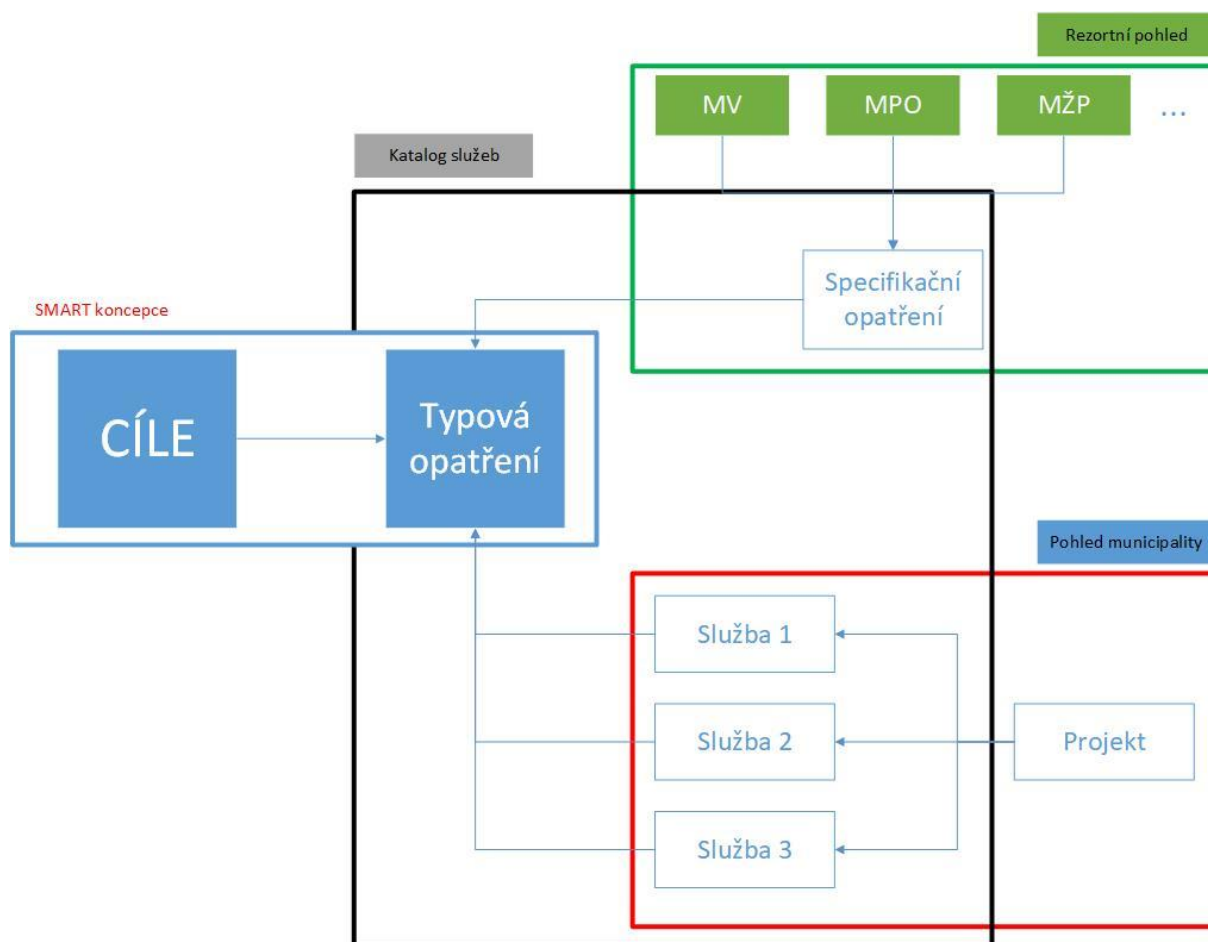 Rezortní pohled
MV
MPO
MŽP
...
Katalog služeb
Specifikační
opatření
SMART koncepce
CÍLE
Typová
opatření
Pohled municipality
Služba 1
Služba 2
Projekt
Služba 3